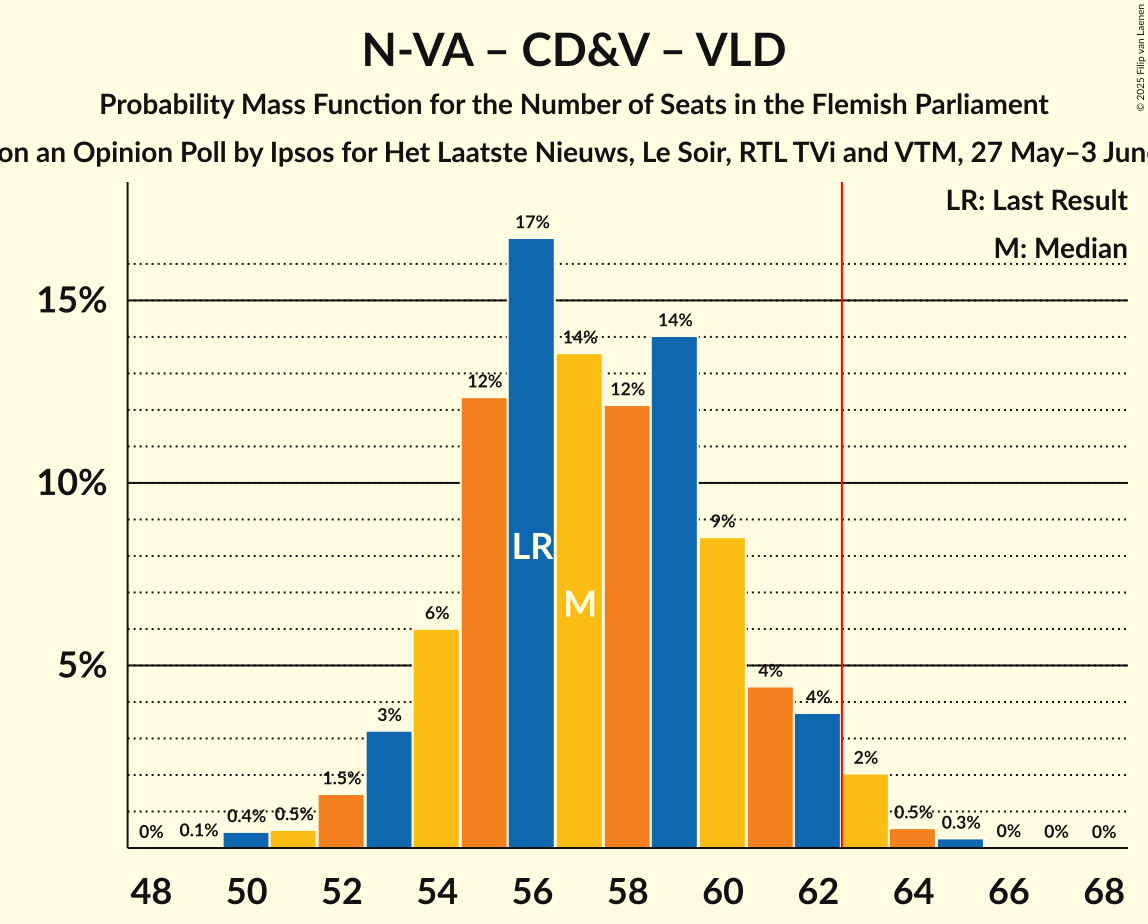 N-VA – CD&V – VLD
Probability Mass Function for the Number of Seats in the Flemish Parliament
on an Opinion Poll by Ipsos for Het Laatste Nieuws, Le Soir, RTL TVi and VTM, 27 May–3 June
© 2025 Filip van Laenen
LR: Last Result
M: Median
15%
10%
5%
0%
0.1%
0.4%
0.5%
1.5%
3%
6%
12%
17%
14%
12%
14%
9%
4%
4%
2%
0.5%
0.3%
0%
0%
0%
LR
M
48 50 52 54 56 58 60 62 64 66 68